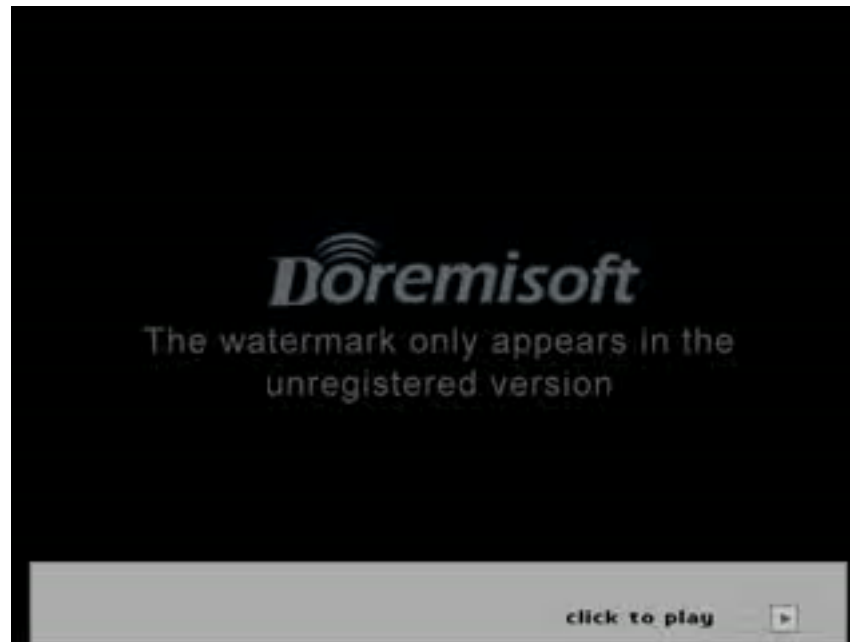 Doremisoft
The watermark only appears in the
unregistered version
click to play